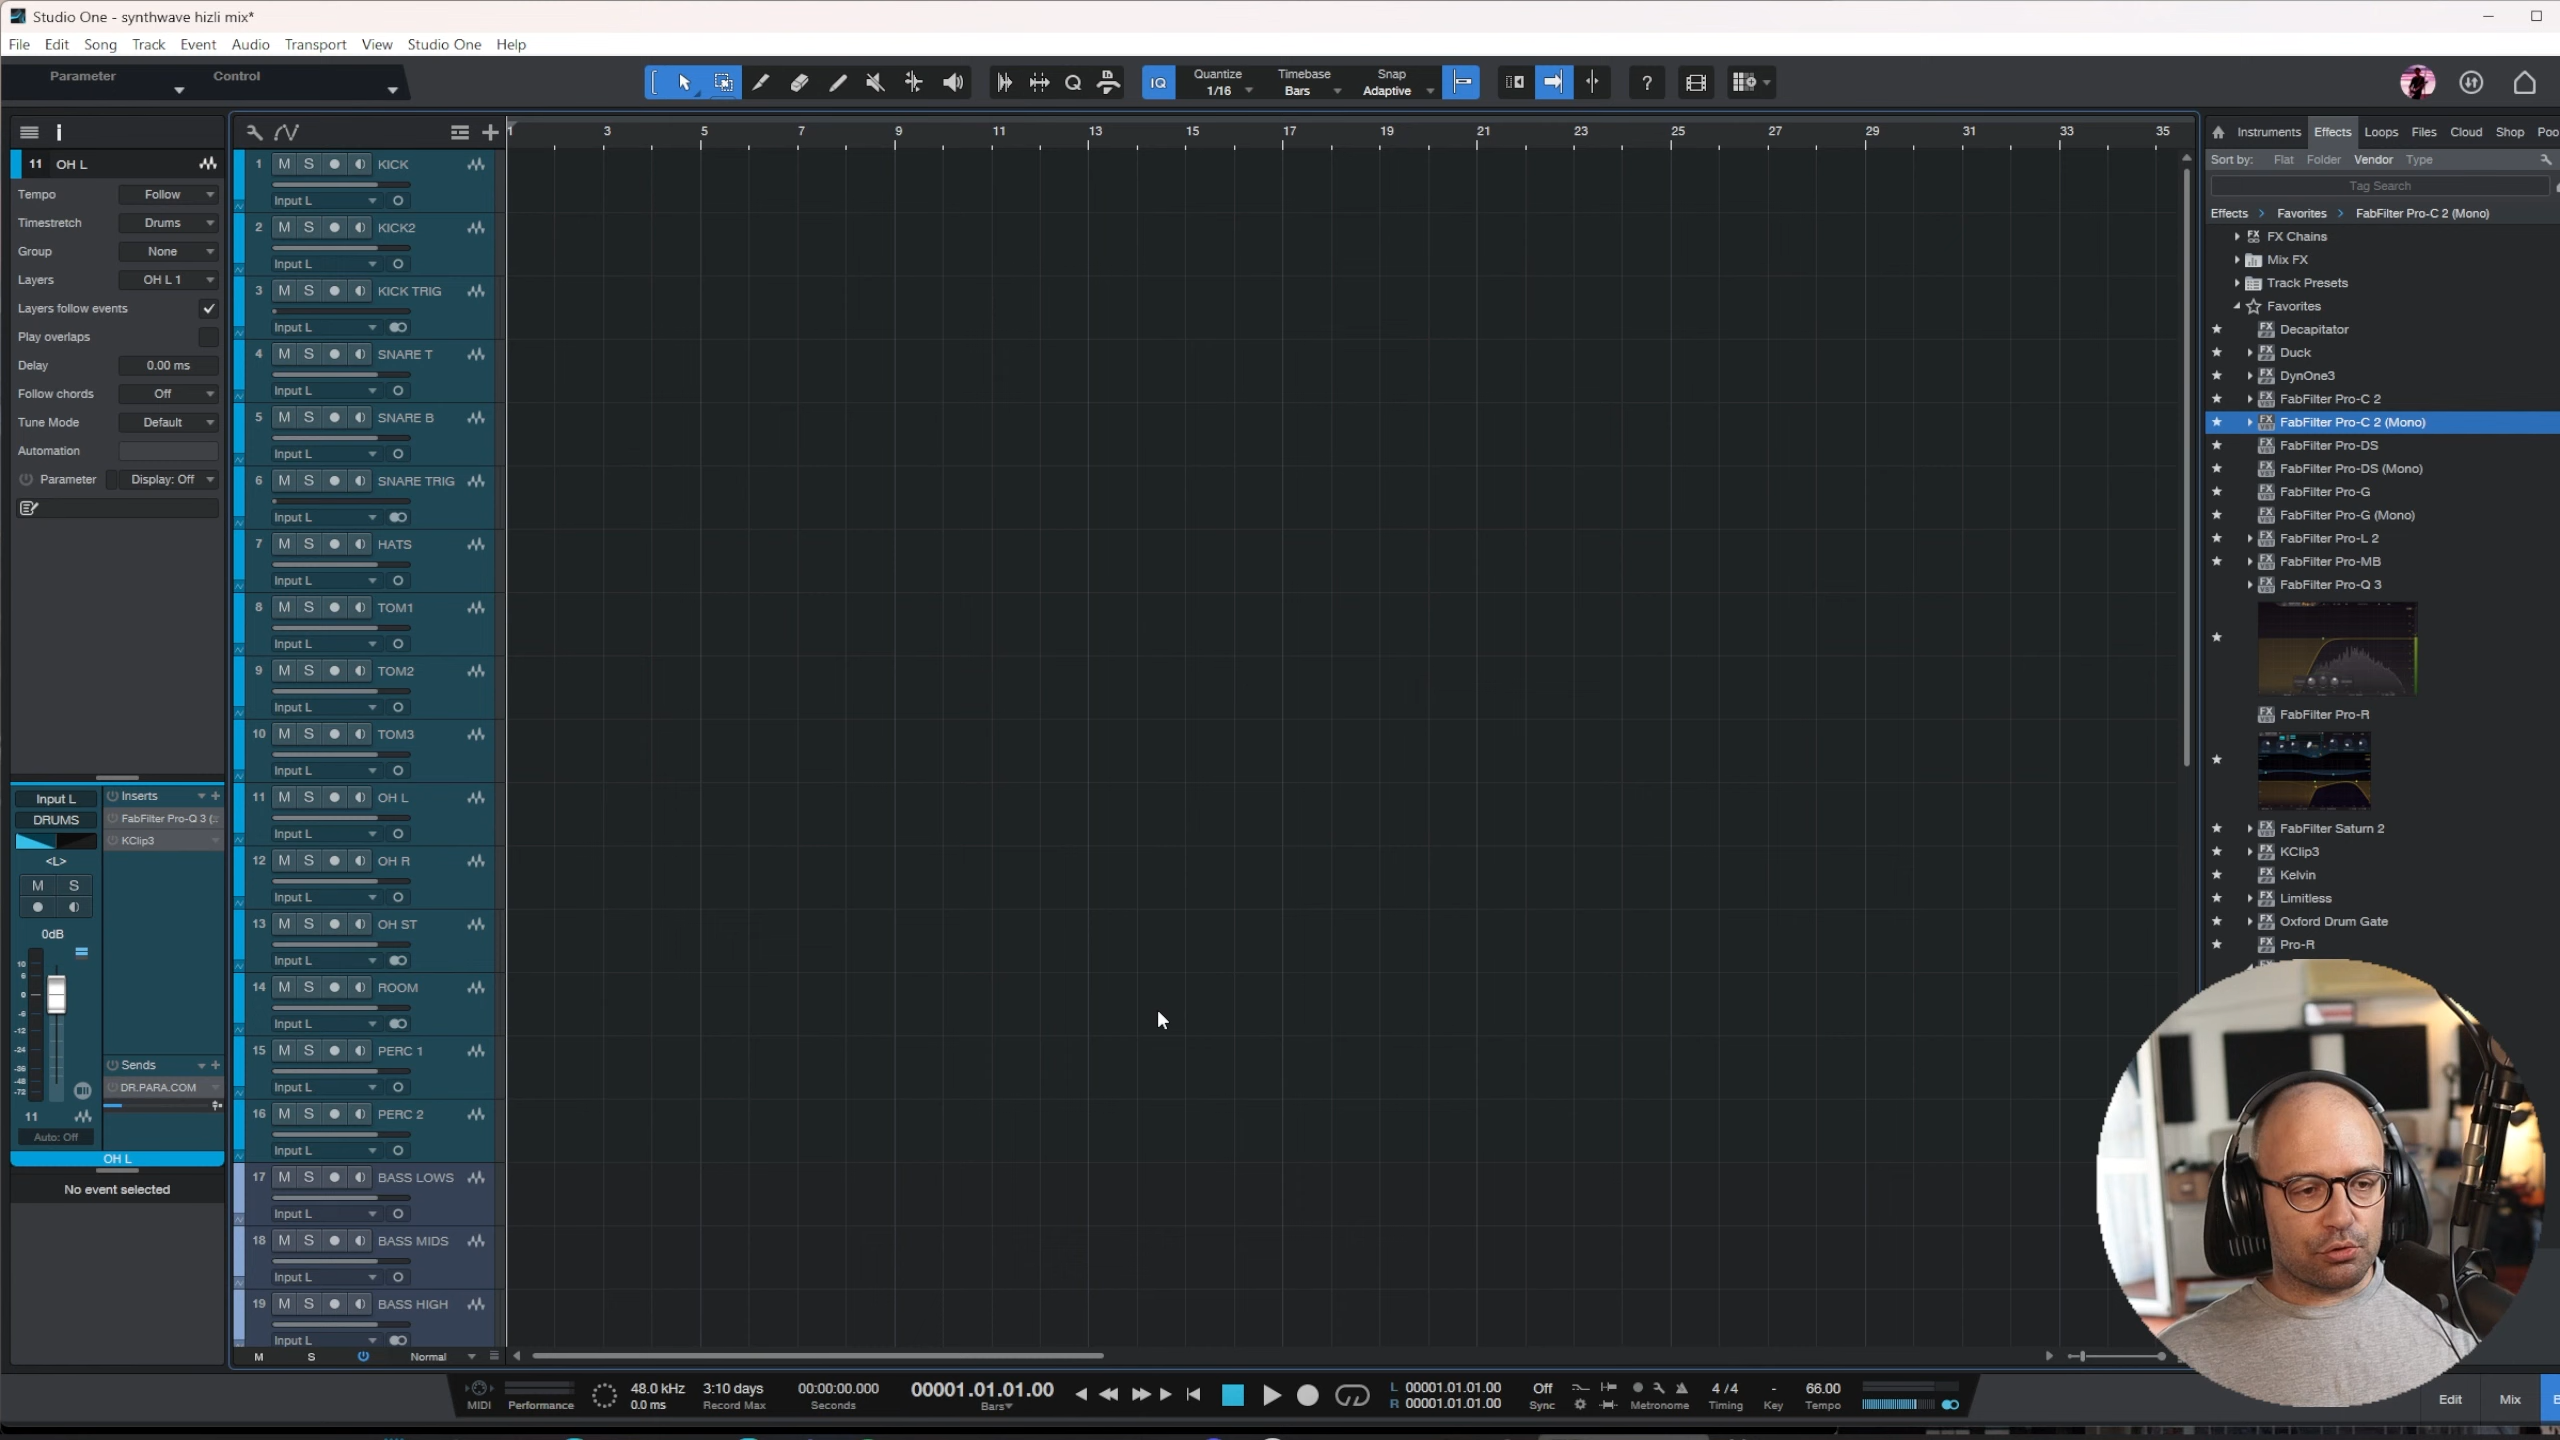 Studio One - synthwave hizli mix*
File Edit Song Track Event Audio Transport View Studio One Help
Parameter Control
IQ Quantize 1/16 Timebase Bars Snap Adaptive ?
i
11 OH L
Tempo Follow
Timestretch Drums
Group None
Layers OH L 1
Layers follow events
Play overlaps
Delay 0.00 ms
Follow chords Off
Tune Mode Default
Automation
Parameter Display: Off
Input L Inserts
DRUMS FabFilter Pro-Q 3 (
KClip3
<L>
M S
0dB
10
6
0
-6
-12
-24
-36
-48
-72
Sends
DR.PARA.COM
11
Auto: Off
OH L
No event selected
1 3 5 7 9 11 13 15 17 19 21 23 25 27 29 31 33 35
1 M S KICK
Input L
2 M S KICK2
Input L
3 M S KICK TRIG
Input L
4 M S SNARE T
Input L
5 M S SNARE B
Input L
6 M S SNARE TRIG
Input L
7 M S HATS
Input L
8 M S TOM1
Input L
9 M S TOM2
Input L
10 M S TOM3
Input L
11 M S OH L
Input L
12 M S OH R
Input L
13 M S OH ST
Input L
14 M S ROOM
Input L
15 M S PERC 1
Input L
16 M S PERC 2
Input L
17 M S BASS LOWS
Input L
18 M S BASS MIDS
Input L
19 M S BASS HIGH
Input L
M S Normal
Instruments Effects Loops Files Cloud Shop Poo
Sort by: Flat Folder Vendor Type
Tag Search
Effects > Favorites > FabFilter Pro-C 2 (Mono)
FX Chains
Mix FX
Track Presets
Favorites
Decapitator
Duck
DynOne3
FabFilter Pro-C 2
FabFilter Pro-C 2 (Mono)
FabFilter Pro-DS
FabFilter Pro-DS (Mono)
FabFilter Pro-G
FabFilter Pro-G (Mono)
FabFilter Pro-L 2
FabFilter Pro-MB
FabFilter Pro-Q 3
FabFilter Pro-R
FabFilter Saturn 2
KClip3
Kelvin
Limitless
Oxford Drum Gate
Pro-R
MIDI Performance
48.0 kHz
0.0 ms
3:10 days
Record Max
00:00:00.000
Seconds
00001.01.01.00
Bars
L 00001.01.01.00
R 00001.01.01.00
Off
Sync
Metronome
4 / 4
Timing
-
Key
66.00
Tempo
Edit Mix